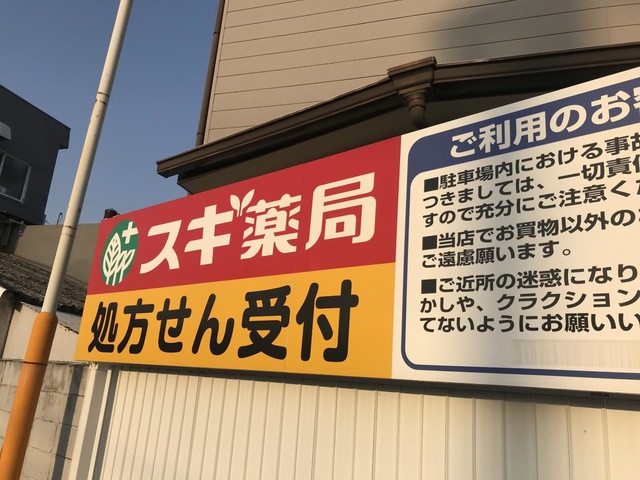 スギ薬局
処方せん受付
ご利用のお
■駐車場内における事故
つきましては、一切責任
すので充分にご注意く
■当店でお買物以外の
ご遠慮願います。
■ご近所の迷惑になり
かしや、クラクション
てないようにお願いい